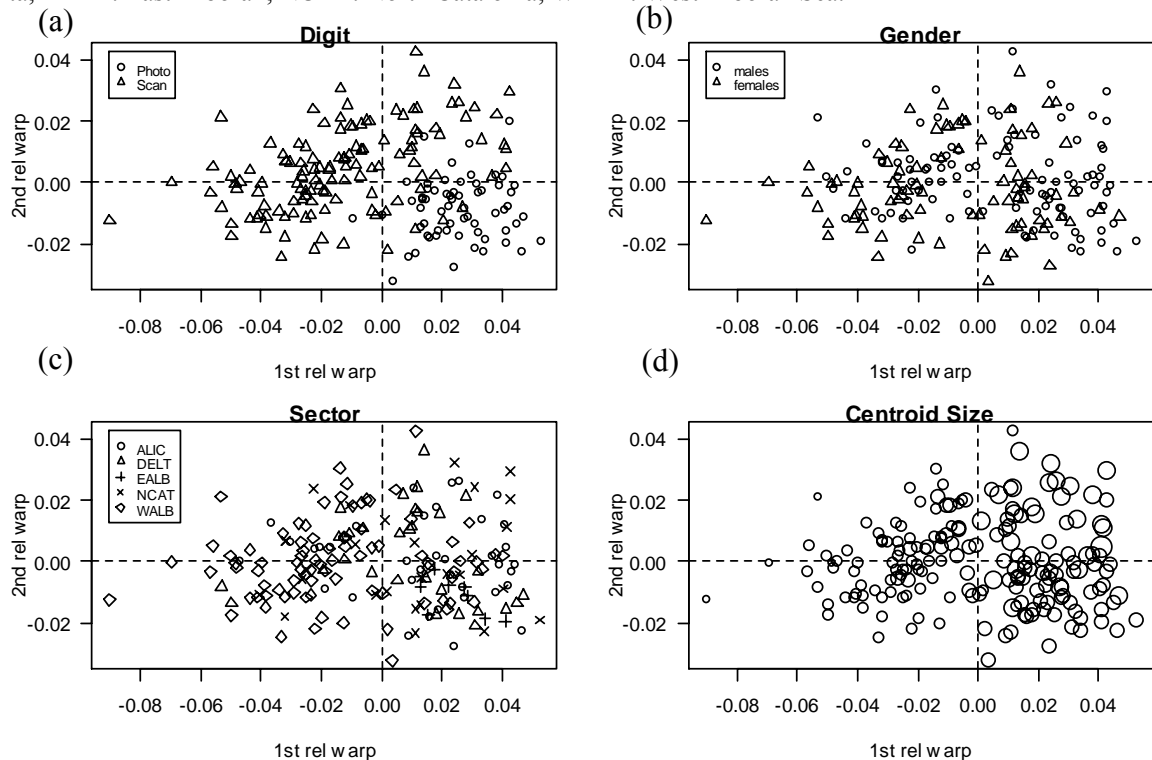 (a)
Digit
Photo
Scan
2nd rel warp
0.04
0.02
0.00
-0.02
-0.08 -0.06 -0.04 -0.02 0.00 0.02 0.04
1st rel warp
(b)
Gender
males
females
2nd rel warp
0.04
0.02
0.00
-0.02
-0.08 -0.06 -0.04 -0.02 0.00 0.02 0.04
1st rel warp
(c)
Sector
ALIC
DELT
EALB
NCAT
WALB
2nd rel warp
0.04
0.02
0.00
-0.02
-0.08 -0.06 -0.04 -0.02 0.00 0.02 0.04
1st rel warp
(d)
Centroid Size
2nd rel warp
0.04
0.02
0.00
-0.02
-0.08 -0.06 -0.04 -0.02 0.00 0.02 0.04
1st rel warp